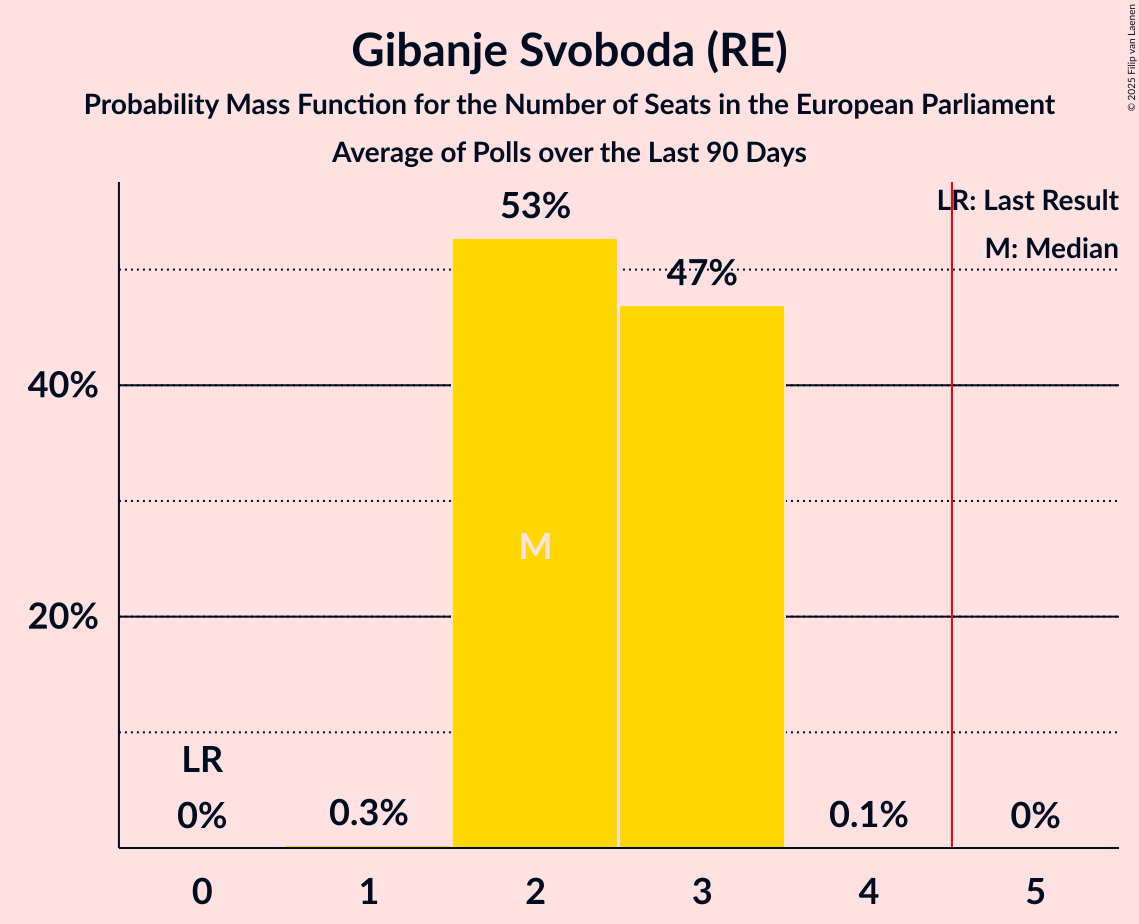 Gibanje Svoboda (RE)
Probability Mass Function for the Number of Seats in the European Parliament
Average of Polls over the Last 90 Days
© 2025 Filip van Laenen
LR: Last Result
M: Median
53%
47%
40%
M
20%
LR
0%
0.3%
0.1%
0%
0 1 2 3 4 5